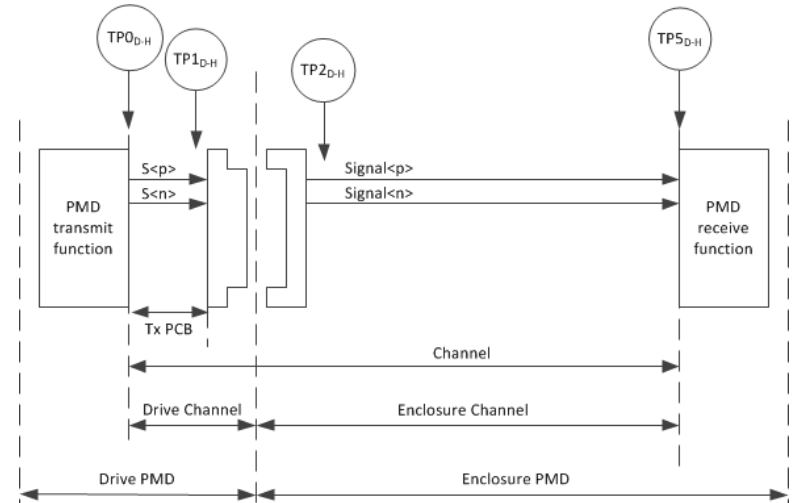 TP0D-H
TP1D-H
TP2D-H
TP5D-H
S<p>
S<n>
Signal<p>
Signal<n>
PMD
transmit
function
PMD
receive
function
Tx PCB
Channel
Drive Channel
Enclosure Channel
Drive PMD
Enclosure PMD